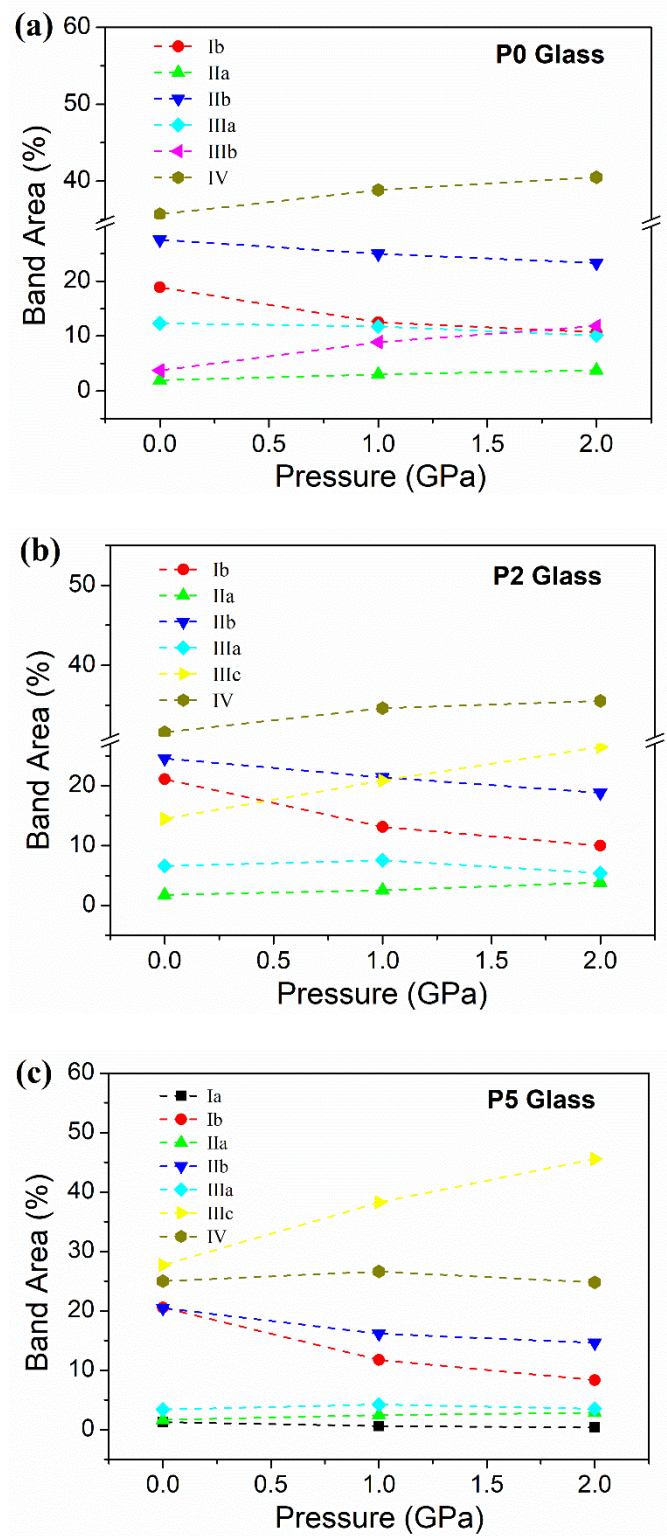 (a)
60
50
40
20
10
0
Band Area (%)
Ib
IIa
IIb
IIIa
IIIb
IV
P0 Glass
0.0 0.5 1.0 1.5 2.0
Pressure (GPa)
(b)
50
40
20
10
0
Band Area (%)
Ib
IIa
IIb
IIIa
IIIc
IV
P2 Glass
0.0 0.5 1.0 1.5 2.0
Pressure (GPa)
(c)
60
50
40
30
20
10
0
Band Area (%)
Ia
Ib
IIa
IIb
IIIa
IIIc
IV
P5 Glass
0.0 0.5 1.0 1.5 2.0
Pressure (GPa)